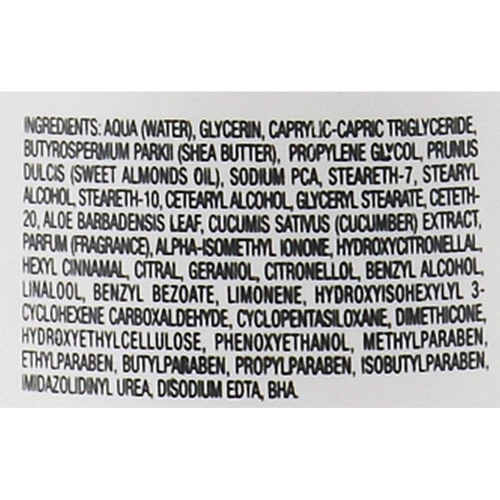 INGREDIENTS: AQUA (WATER), GLYCERIN, CAPRYLIC-CAPRIC TRIGLYCERIDE,
BUTYROSPERMUM PARKII (SHEA BUTTER), PROPYLENE GLYCOL, PRUNUS
DULCIS (SWEET ALMONDS OIL), SODIUM PCA, STEARETH-7, STEARYL
ALCOHOL, STEARETH-10, CETEARYL ALCOHOL, GLYCERYL STEARATE, CETETH-
20, ALOE BARBADENSIS LEAF, CUCUMIS SATIVUS (CUCUMBER) EXTRACT,
PARFUM (FRAGRANCE), ALPHA-ISOMETHYL IONONE, HYDROXYCITRONELLAL,
HEXYL CINNAMAL, CITRAL, GERANIOL, CITRONELLOL, BENZYL ALCOHOL,
LINALOOL, BENZYL BEZOATE, LIMONENE, HYDROXYISOHEXYLYL 3-
CYCLOHEXENE CARBOXALDEHYDE, CYCLOPENTASILOXANE, DIMETHICONE,
HYDROXYETHYLCELLULOSE, PHENOXYETHANOL, METHYLPARABEN,
ETHYLPARABEN, BUTYLPARABEN, PROPYLPARABEN, ISOBUTYLPARABEN,
IMIDAZOLIDINYL UREA, DISODIUM EDTA, BHA.